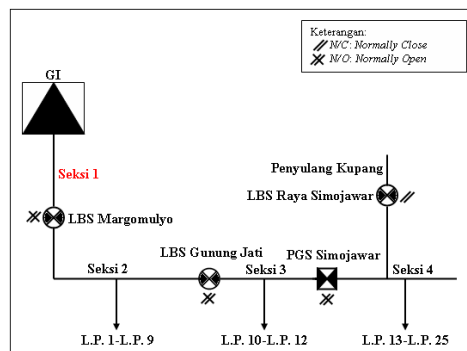 Keterangan:
N/C: Normally Close
N/O: Normally Open
GI
Seksi 1
Penyulang Kupang
LBS Raya Simojawar
LBS Margomulyo
LBS Gunung Jati
PGS Simojawar
Seksi 2
Seksi 3
Seksi 4
L.P. 1-L.P. 9
L.P. 10-L.P. 12
L.P. 13-L.P. 25